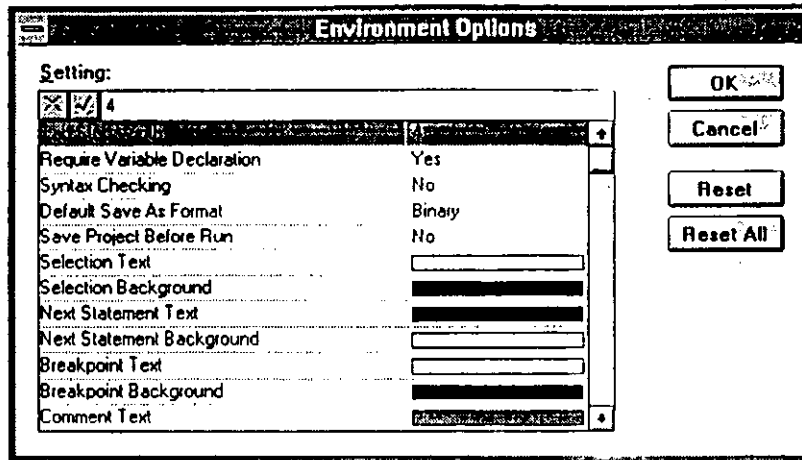 Environment Options
Setting:
4
Require Variable Declaration Yes
Syntax Checking No
Default Save As Format Binary
Save Project Before Run No
Selection Text
Selection Background
Next Statement Text
Next Statement Background
Breakpoint Text
Breakpoint Background
Comment Text
OK
Cancel
Reset
Reset All